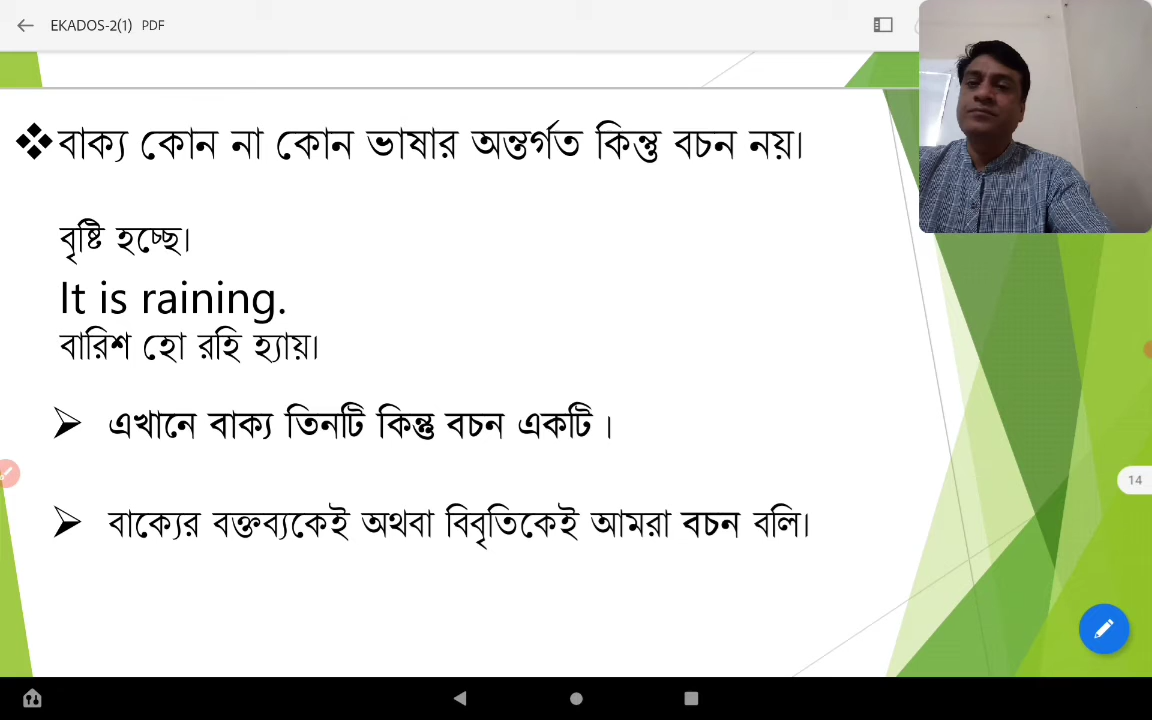 EKADOS-2(1) PDF
বাক্য কোন না কোন ভাষার অন্তর্গত কিন্তু বচন নয়।
বৃষ্টি হচ্ছে।
It is raining.
বারিশ হো রহি হ্যায়।
এখানে বাক্য তিনটি কিন্তু বচন একটি ।
বাক্যের বক্তব্যকেই অথবা বিবৃতিকেই আমরা বচন বলি।
14